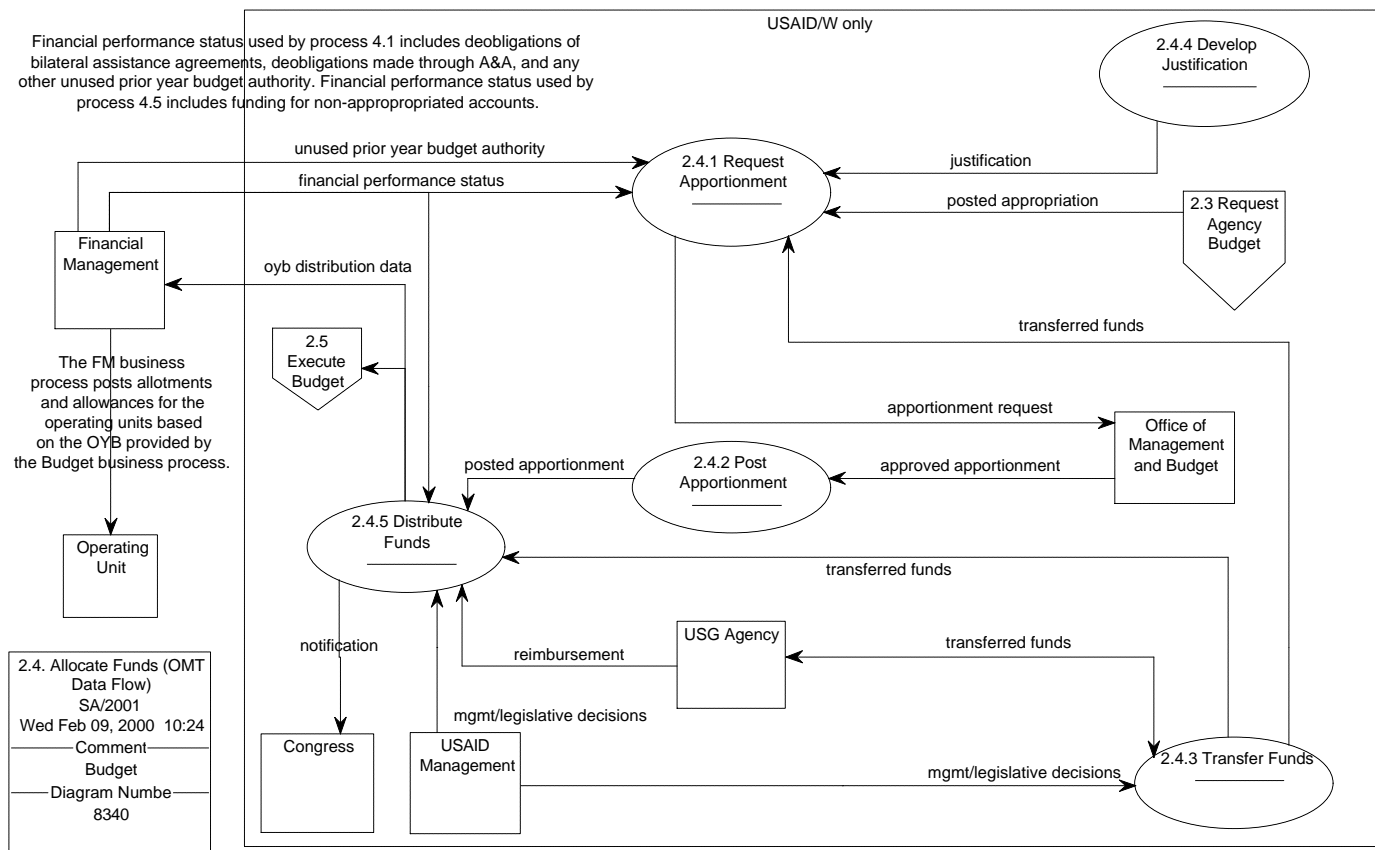 USAID/W only
Financial performance status used by process 4.1 includes deobligations of
bilateral assistance agreements, deobligations made through A&A, and any
other unused prior year budget authority. Financial performance status used by
process 4.5 includes funding for non-appropropriated accounts.
2.4.4 Develop
Justification
unused prior year budget authority
2.4.1 Request
Apportionment
justification
financial performance status
posted appropriation
2.3 Request
Agency
Budget
Financial
Management
oyb distribution data
transferred funds
2.5
Execute
Budget
The FM business
process posts allotments
and allowances for the
operating units based
on the OYB provided by
the Budget business process.
apportionment request
Office of
Management
and Budget
posted apportionment
2.4.2 Post
Apportionment
approved apportionment
2.4.5 Distribute
Funds
Operating
Unit
transferred funds
notification
reimbursement
USG Agency
transferred funds
mgmt/legislative decisions
Congress
USAID
Management
mgmt/legislative decisions
2.4.3 Transfer Funds
2.4. Allocate Funds (OMT
Data Flow)
SA/2001
Wed Feb 09, 2000 10:24
Comment
Budget
Diagram Numbe
8340